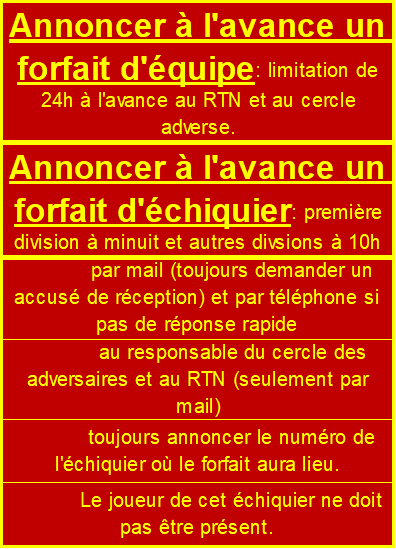 Annoncer à l'avance un
forfait d'équipe: limitation de
24h à l'avance au RTN et au cercle
adverse.
Annoncer à l'avance un
forfait d'échiquier: première
division à minuit et autres divsions à 10h
par mail (toujours demander un
accusé de réception) et par téléphone si
pas de réponse rapide
au responsable du cercle des
adversaires et au RTN (seulement par
mail)
toujours annoncer le numéro de
l'échiquier où le forfait aura lieu.
Le joueur de cet échiquier ne doit
pas être présent.